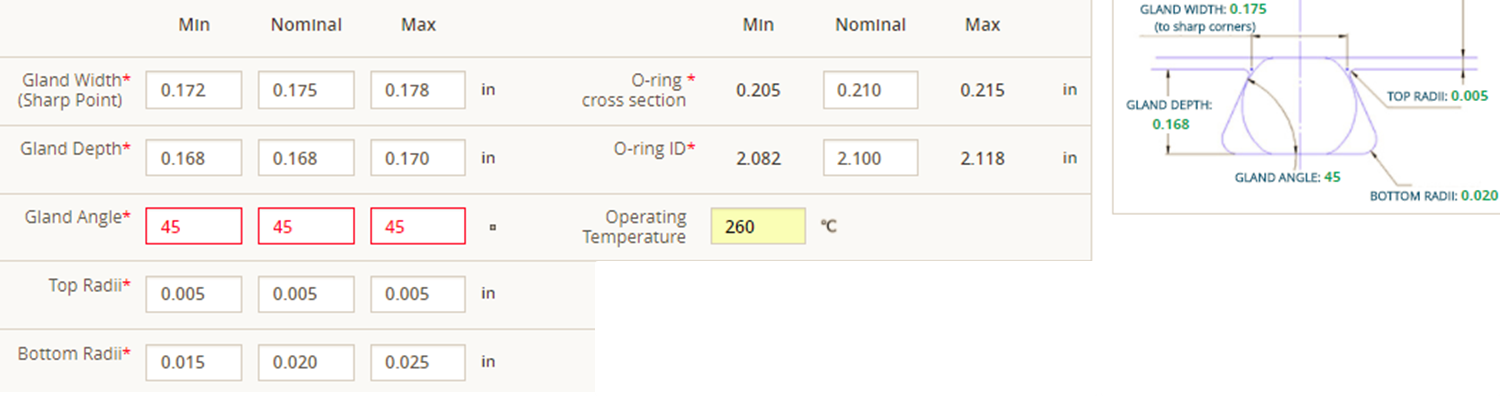 Min Nominal Max
Gland Width* 0.172 0.175 0.178 in
(Sharp Point)
Gland Depth* 0.168 0.168 0.170 in
Gland Angle* 45 45 45 ¤
Top Radii* 0.005 0.005 0.005 in
Bottom Radii* 0.015 0.020 0.025 in
Min Nominal Max
O-ring * 0.205 0.210 0.215 in
cross section
O-ring ID* 2.082 2.100 2.118 in
Operating 260 °C
Temperature
GLAND WIDTH: 0.175
(to sharp corners)
GLAND DEPTH:
0.168
TOP RADII: 0.005
GLAND ANGLE: 45
BOTTOM RADII: 0.020